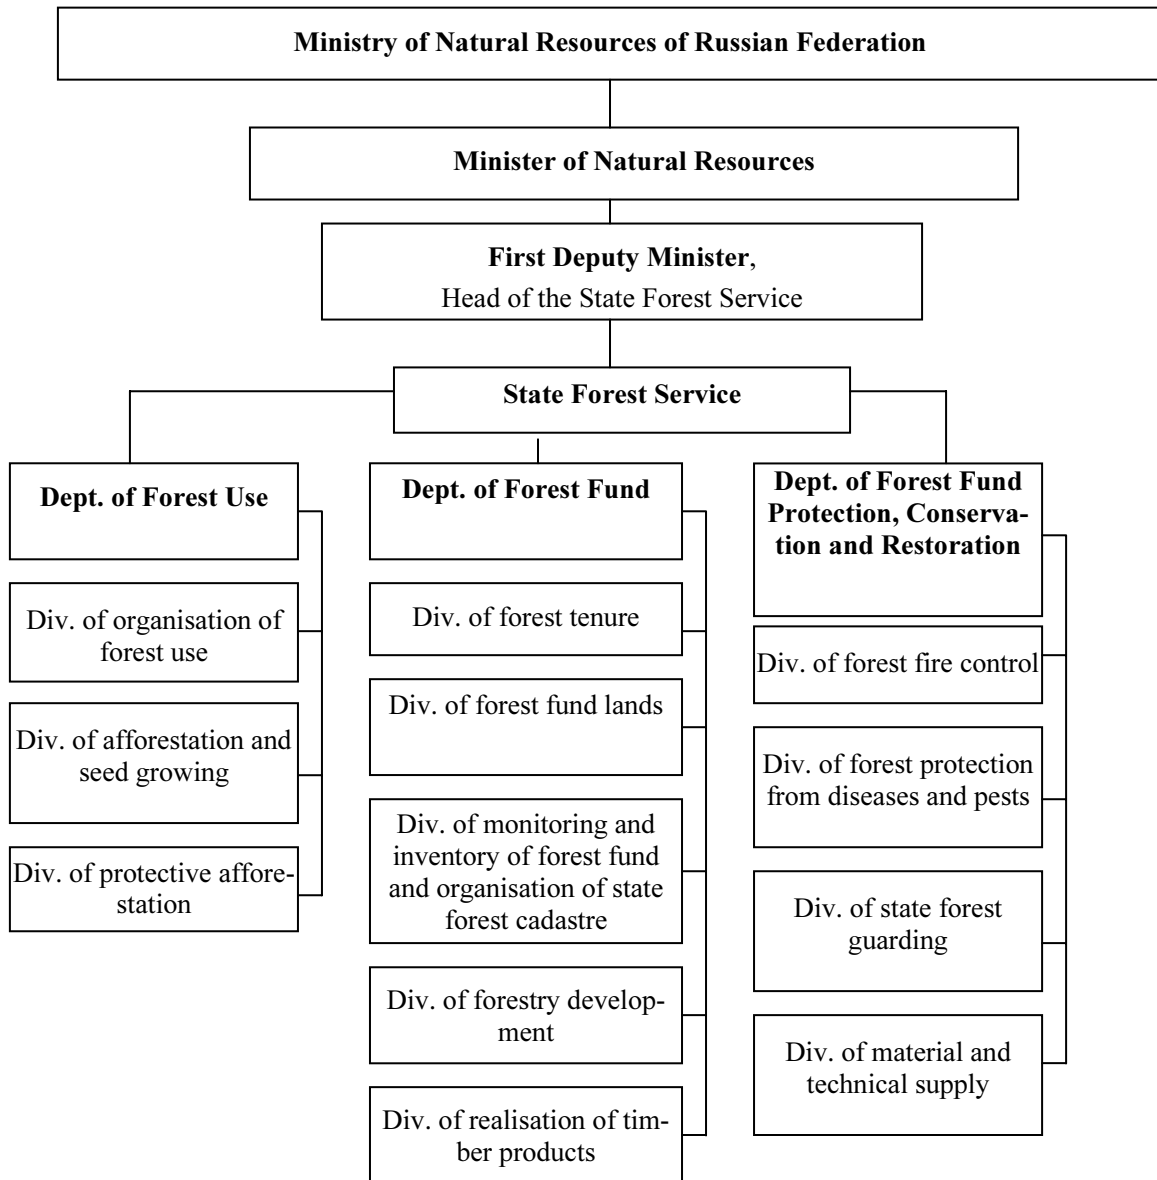 Ministry of Natural Resources of Russian Federation
Minister of Natural Resources
First Deputy Minister,
Head of the State Forest Service
State Forest Service
Dept. of Forest Use
Div. of organisation of
forest use
Div. of afforestation and
seed growing
Div. of protective affore-
station
Dept. of Forest Fund
Div. of forest tenure
Div. of forest fund lands
Div. of monitoring and
inventory of forest fund
and organisation of state
forest cadastre
Div. of forestry develop-
ment
Div. of realisation of tim-
ber products
Dept. of Forest Fund
Protection, Conserva-
tion and Restoration
Div. of forest fire control
Div. of forest protection
from diseases and pests
Div. of state forest
guarding
Div. of material and
technical supply